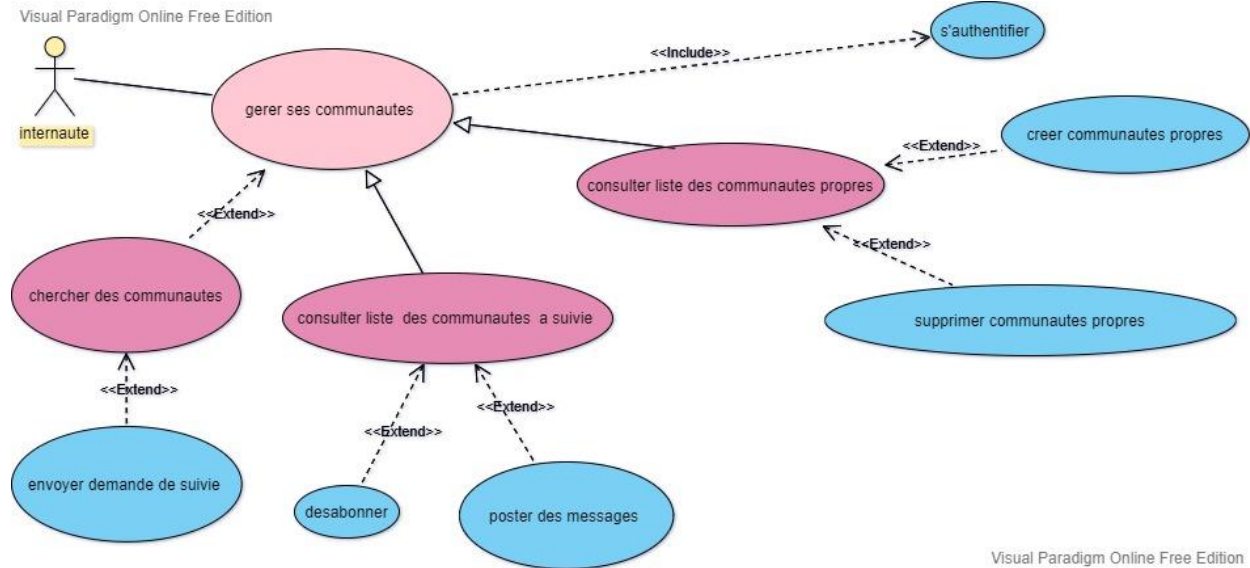 Visual Paradigm Online Free Edition
s'authentifier
<<Include>>
gerer ses communautes
internaute
creer communautes propres
<<Extend>>
consulter liste des communautes propres
<<Extend>>
<<Extend>>
chercher des communautes
consulter liste des communautes a suivie
supprimer communautes propres
<<Extend>>
<<Extend>>
<<Extend>>
envoyer demande de suivie
desabonner
poster des messages
Visual Paradigm Online Free Edition